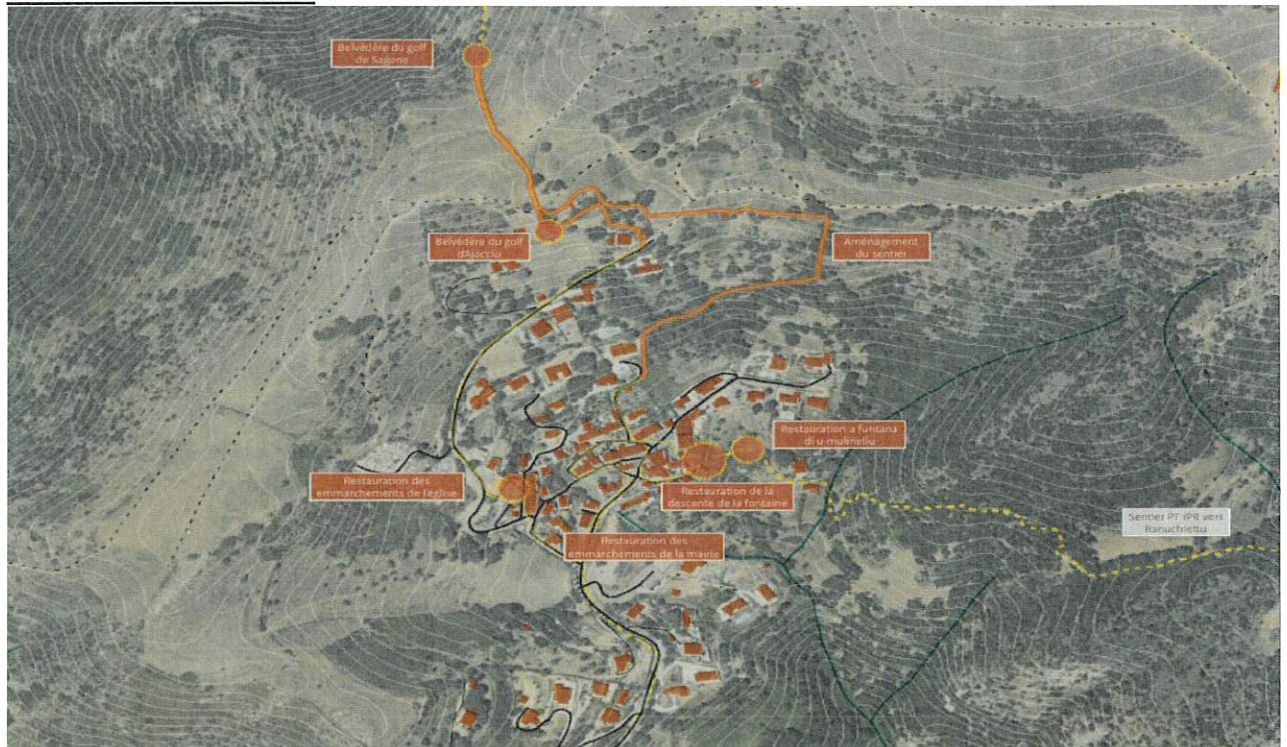 Belvédère du golf
de Sagone
Belvédère du golf
d'Ajaccio
Aménagement
du sentier
Restauration a funtana
di u mulinellu
Restauration des
emmarchements de l'église
Restauration de la
descente de la fontaine
Sentier PT IPR vers
Banuchiettu
Restauration des
emmarchements de la mairie